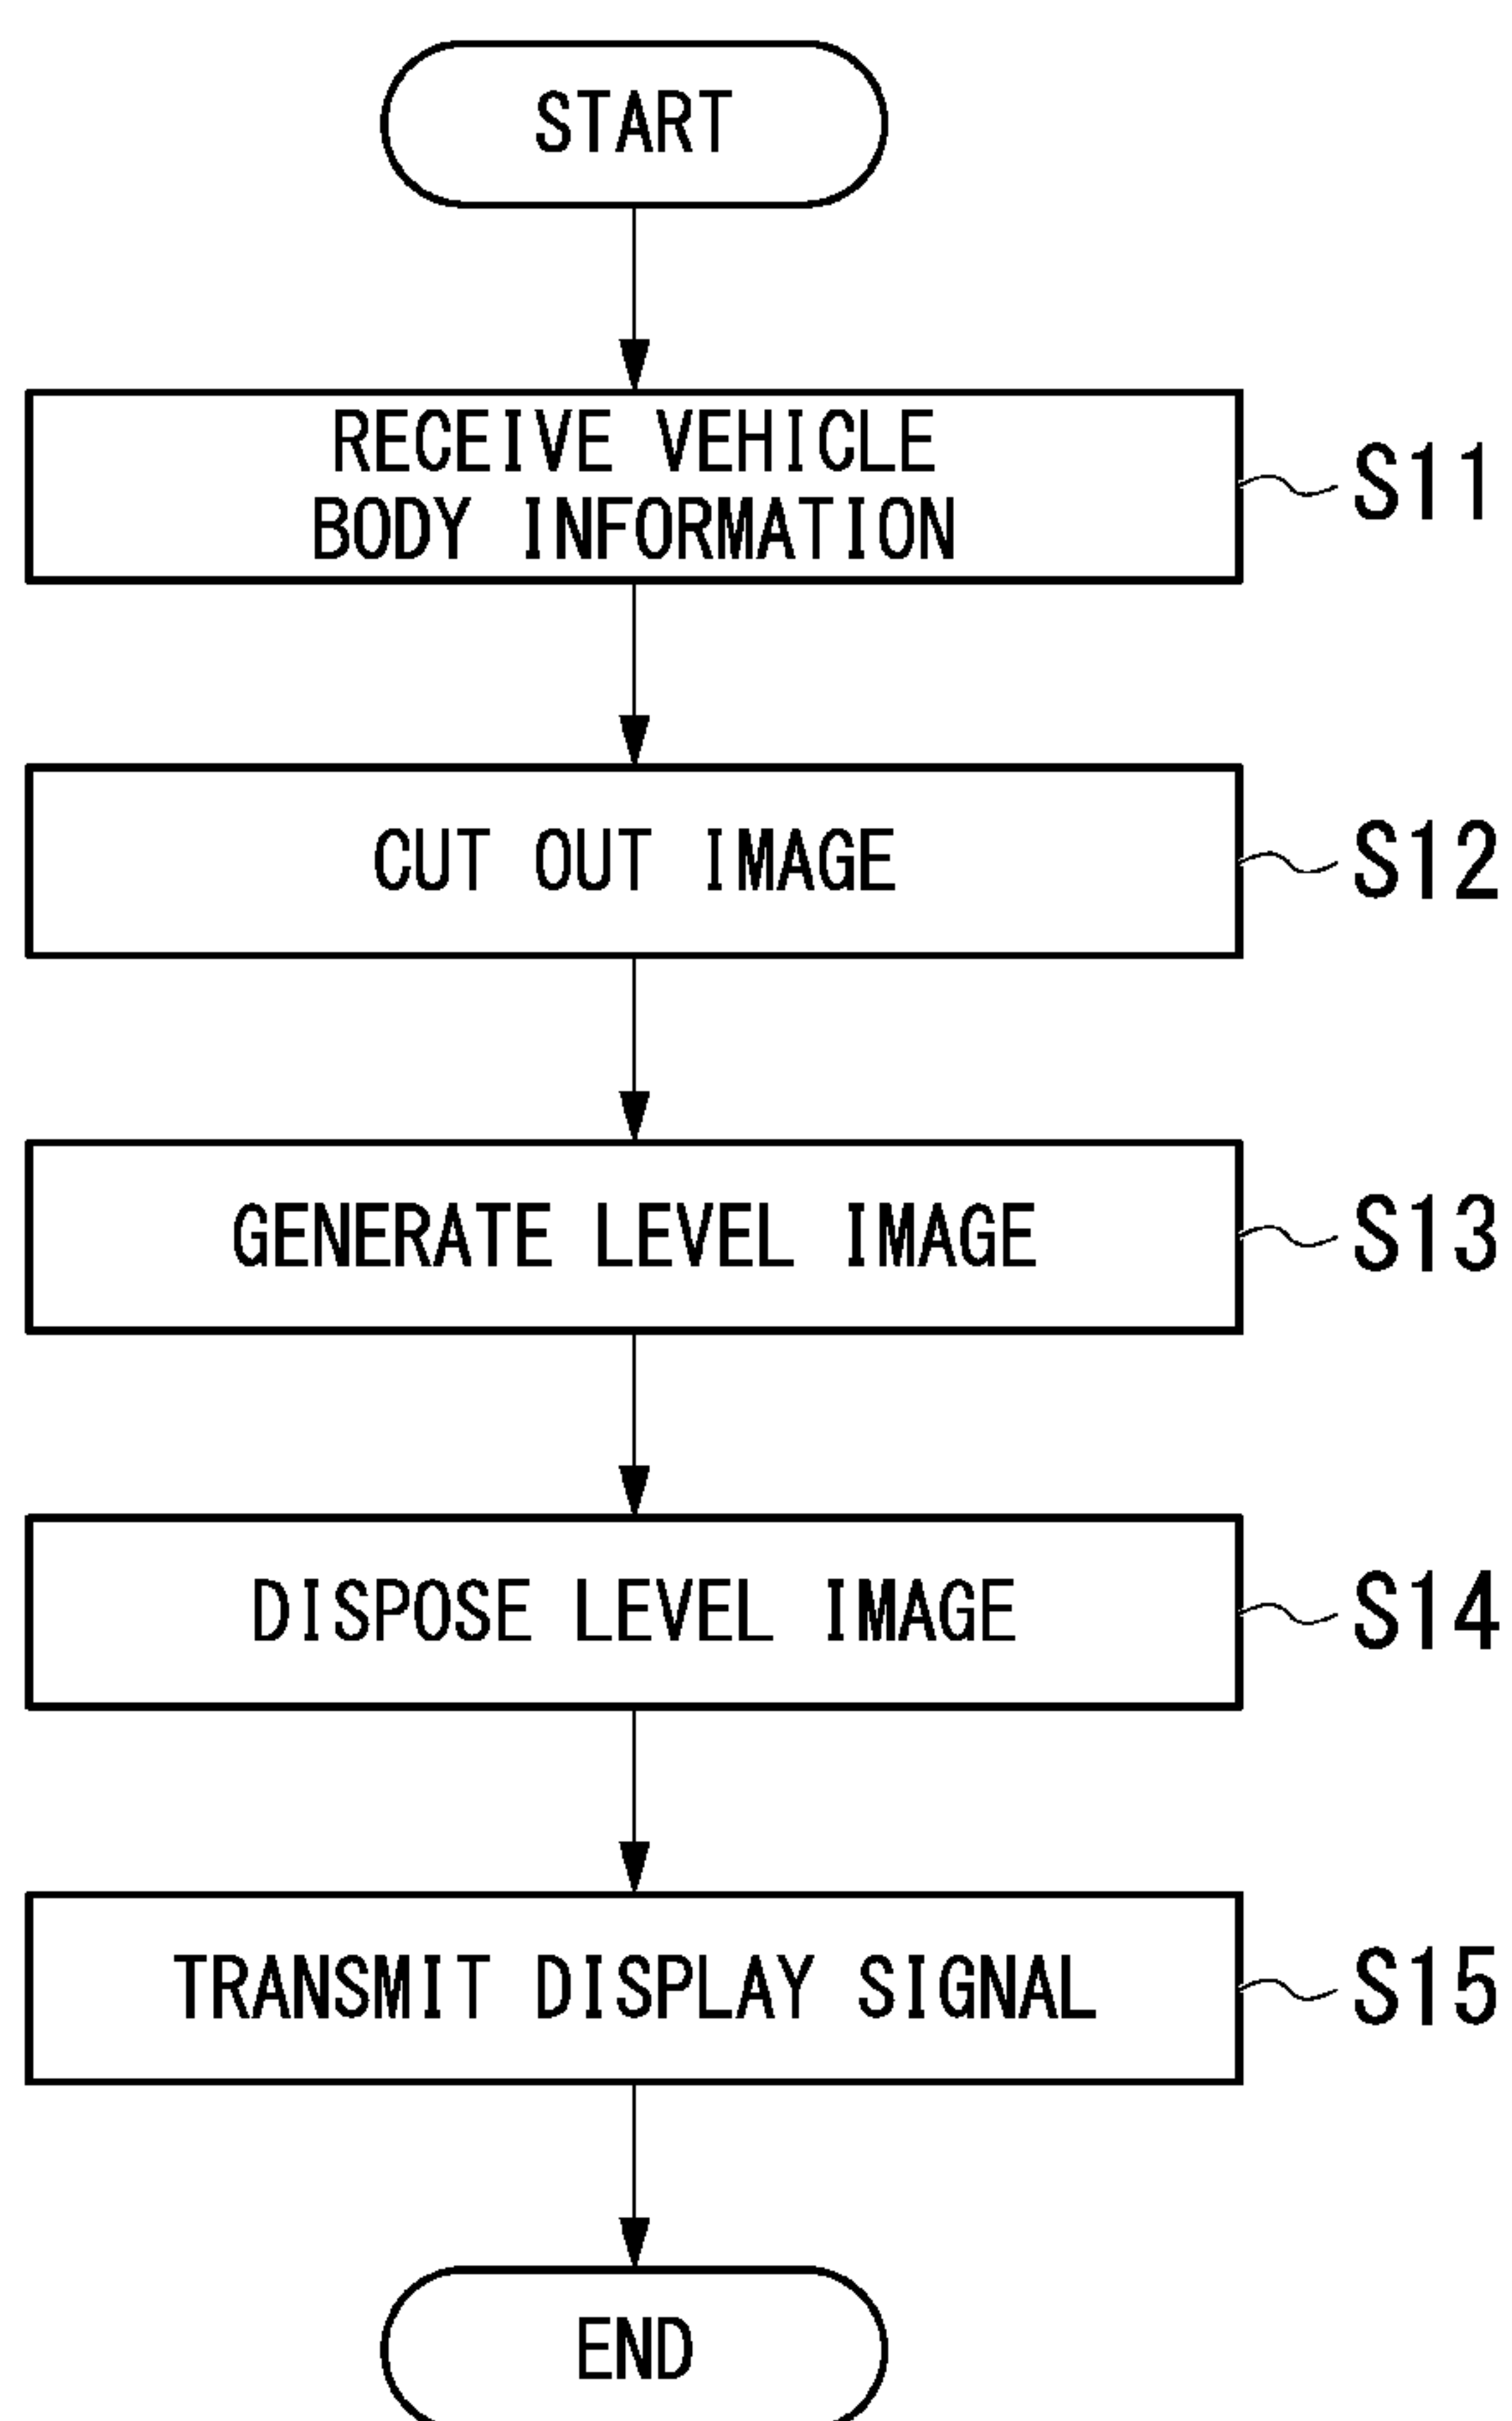 START
RECEIVE VEHICLE
BODY INFORMATION
S11
CUT OUT IMAGE
S12
GENERATE LEVEL IMAGE
S13
DISPOSE LEVEL IMAGE
S14
TRANSMIT DISPLAY SIGNAL
S15
END